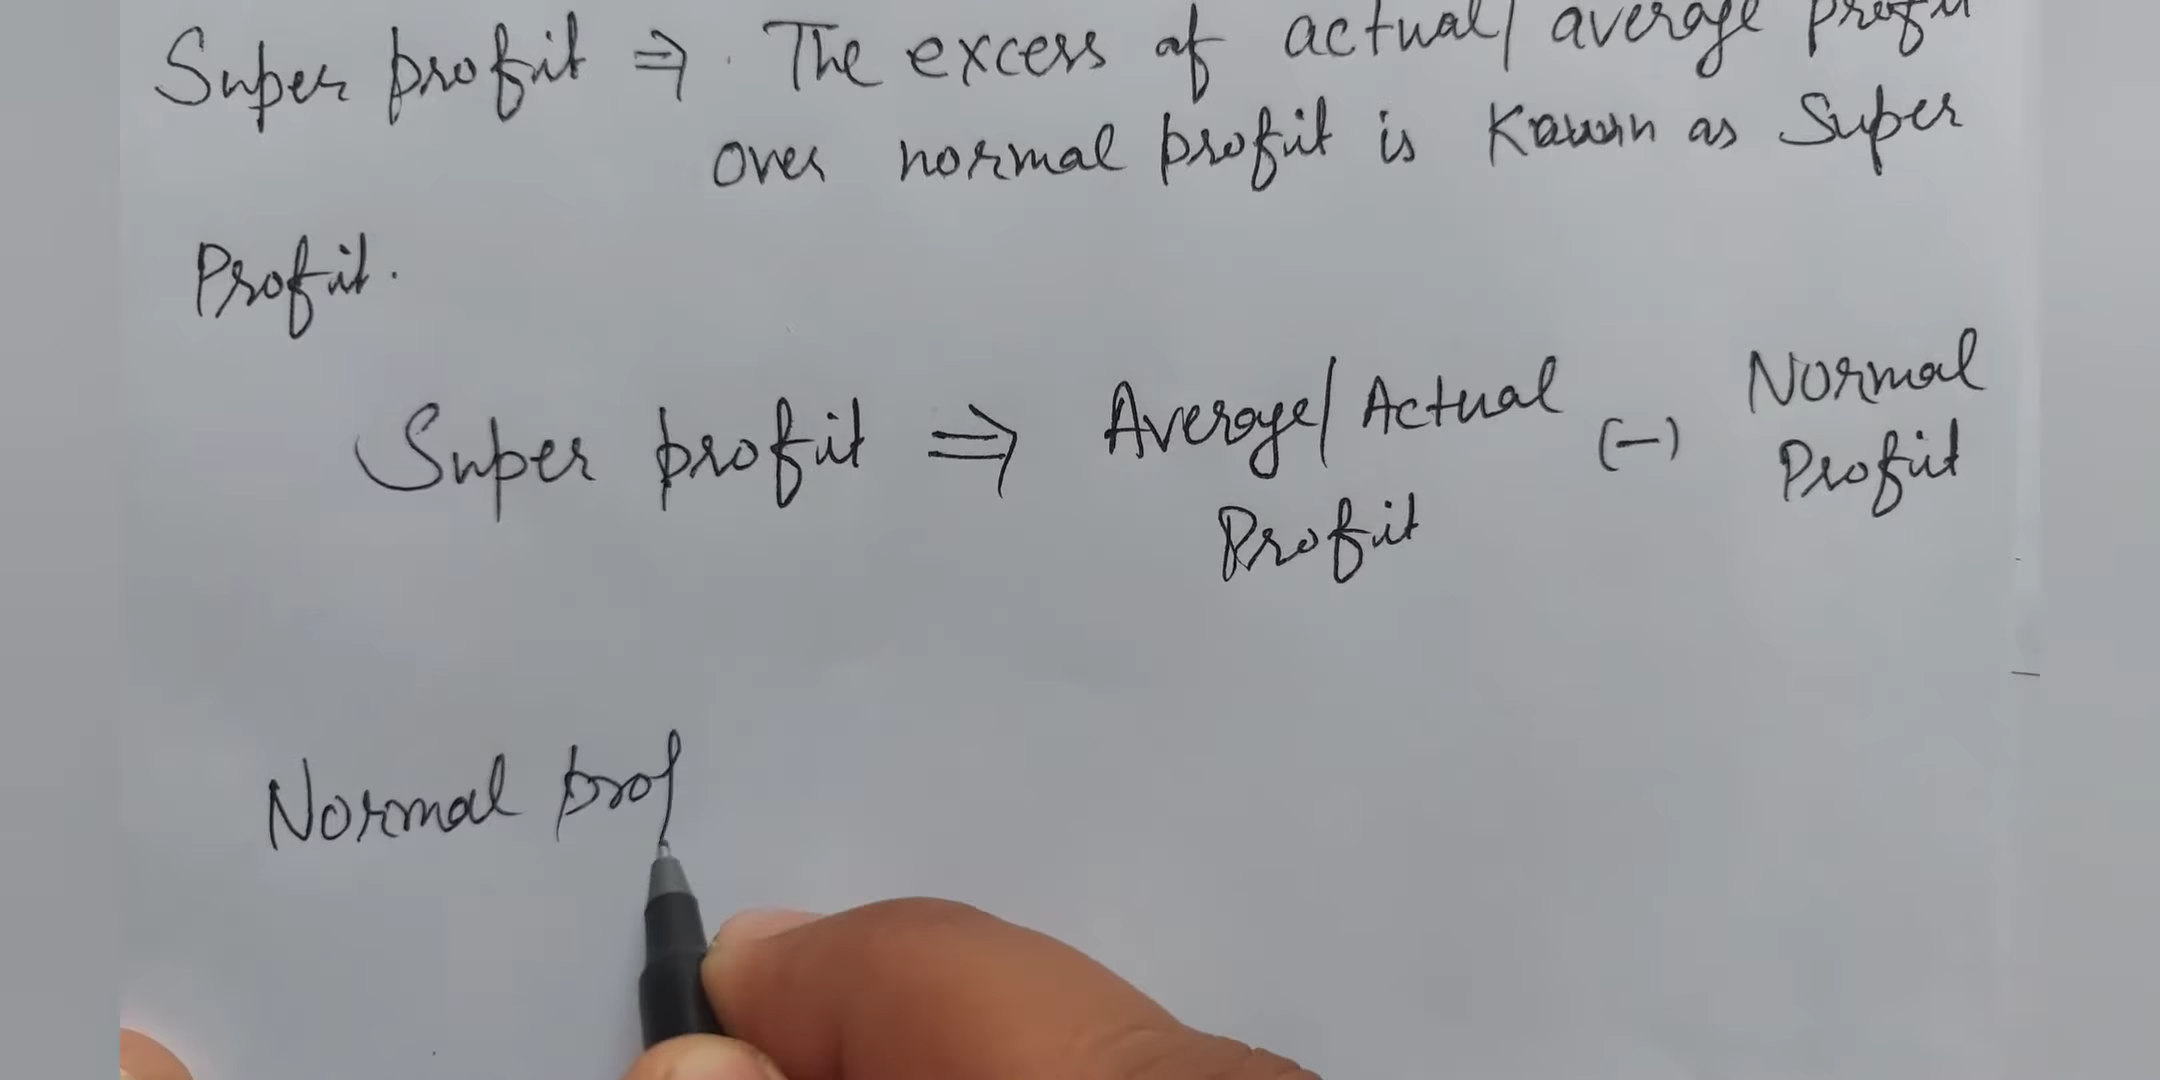 Super profit ⇒ The excess of actual/average profit
over normal profit is Known as Super
Profit.
Super profit ⇒ Average/Actual Profit (-) Normal Profit
Normal prof